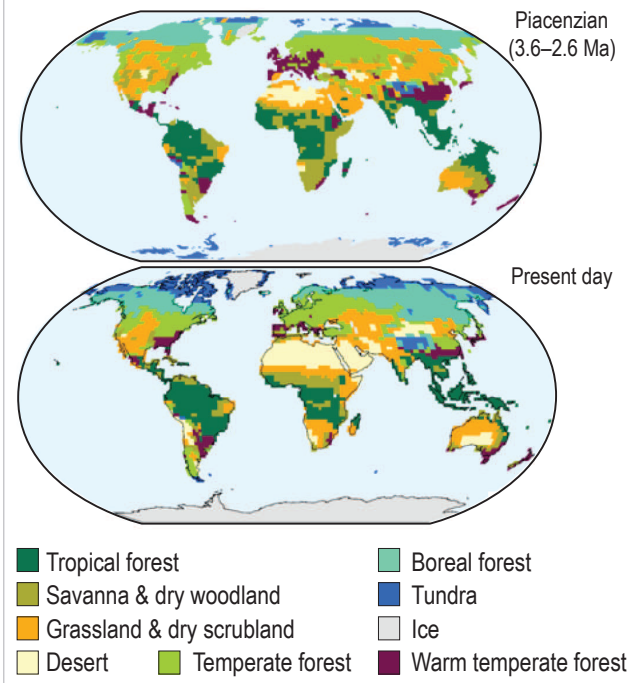 Piacenzian
(3.6–2.6 Ma)
Present day
Tropical forest
Boreal forest
Savanna & dry woodland
Tundra
Grassland & dry scrubland
Ice
Desert
Temperate forest
Warm temperate forest